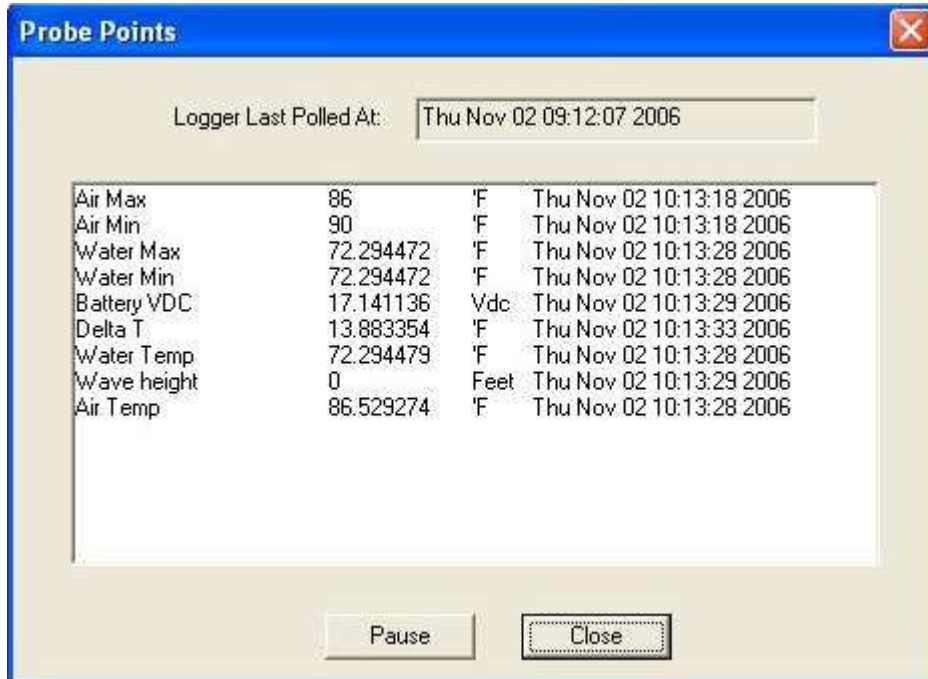 Probe Points
Logger Last Polled At: Thu Nov 02 09:12:07 2006
Air Max 86 'F Thu Nov 02 10:13:18 2006
Air Min 90 'F Thu Nov 02 10:13:18 2006
Water Max 72.294472 'F Thu Nov 02 10:13:28 2006
Water Min 72.294472 'F Thu Nov 02 10:13:28 2006
Battery VDC 17.141136 Vdc Thu Nov 02 10:13:29 2006
Delta T 13.883354 'F Thu Nov 02 10:13:33 2006
Water Temp 72.294479 'F Thu Nov 02 10:13:28 2006
Wave height 0 Feet Thu Nov 02 10:13:29 2006
Air Temp 86.529274 'F Thu Nov 02 10:13:28 2006
Pause Close